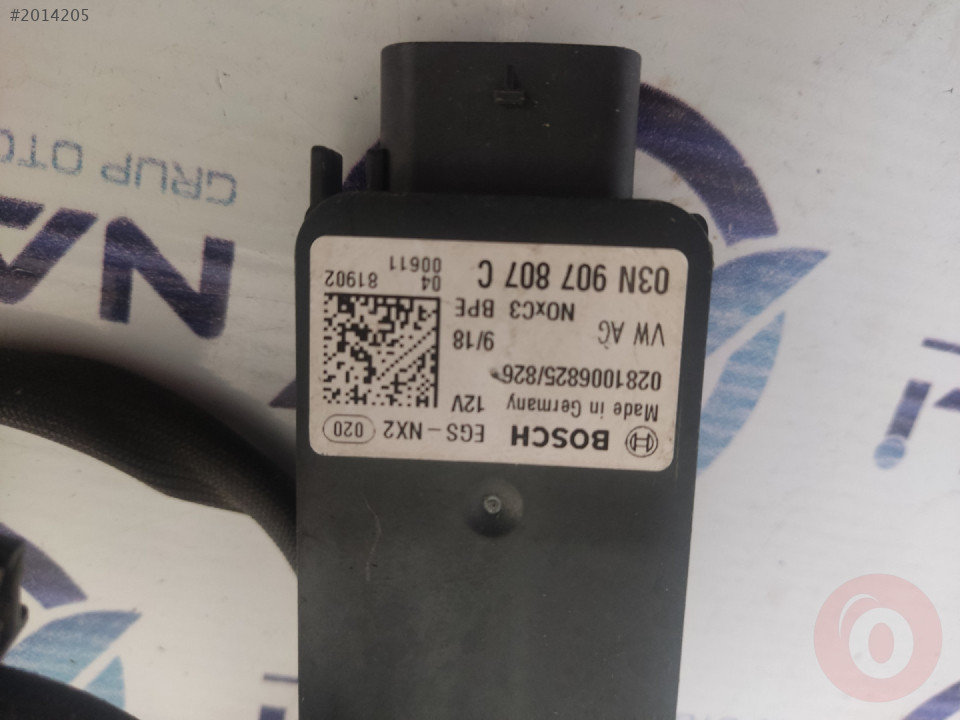 #2014205
BOSCH EGS - NX2 020
Made in Germany 12V
0281006825/826
VW AG 9/18
NOxC3 BPE
03N 907 807 C
04 81902
00611
GRUP OTO
NA